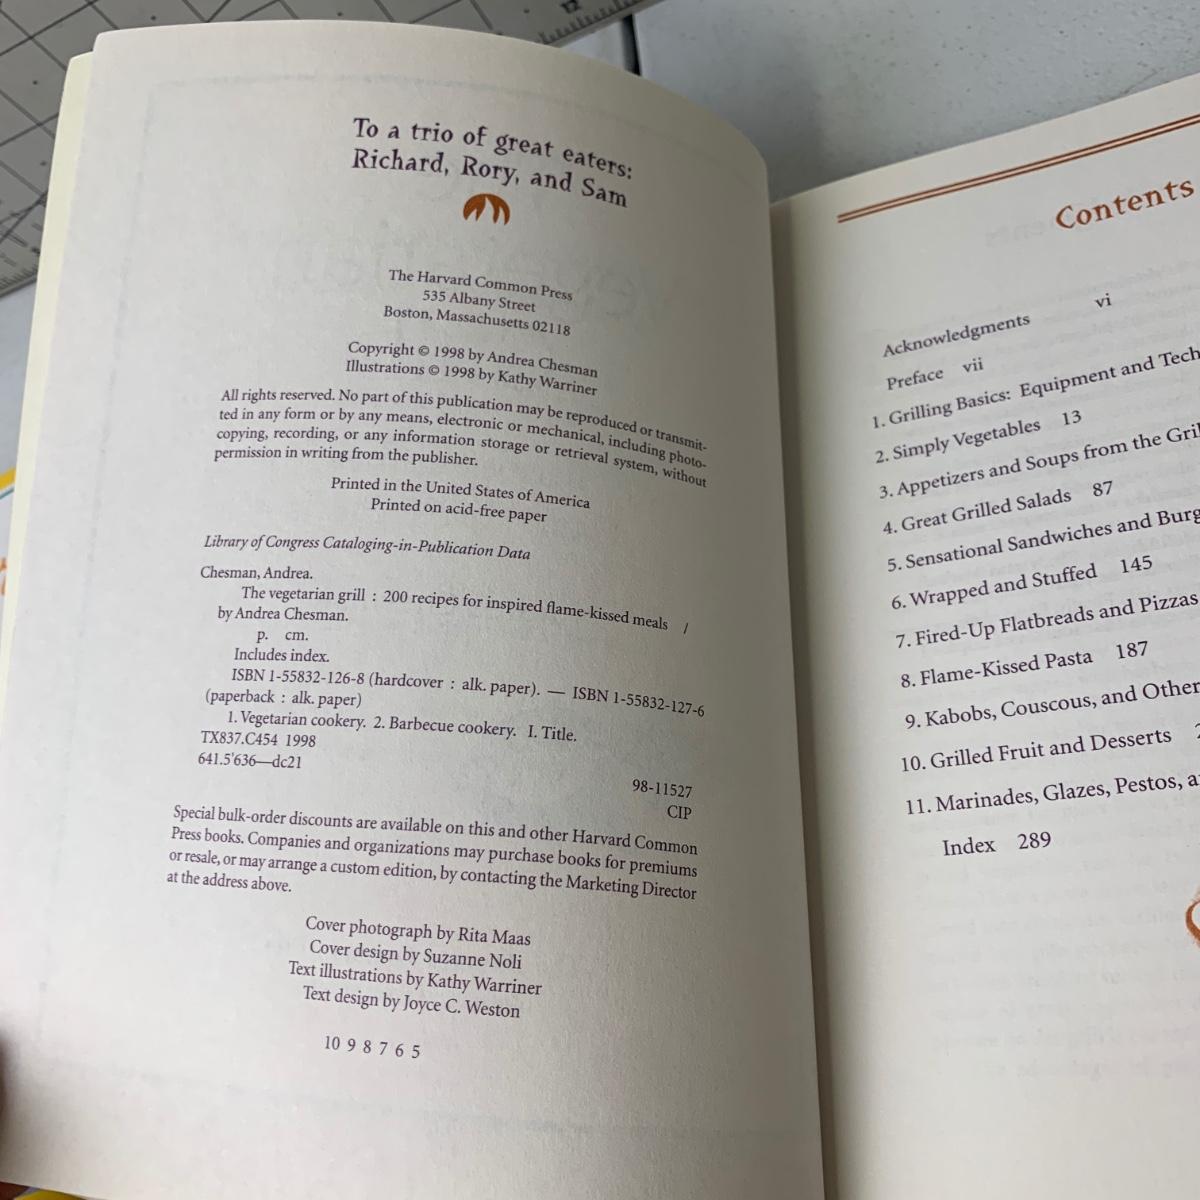 To a trio of great eaters:
Richard, Rory, and Sam
The Harvard Common Press
535 Albany Street
Boston, Massachusetts 02118
Copyright © 1998 by Andrea Chesman
Illustrations © 1998 by Kathy Warriner
All rights reserved. No part of this publication may be reproduced or transmit-
ted in any form or by any means, electronic or mechanical, including photo-
copying, recording, or any information storage or retrieval system, without
permission in writing from the publisher.
Printed in the United States of America
Printed on acid-free paper
Library of Congress Cataloging-in-Publication Data
Chesman, Andrea.
The vegetarian grill : 200 recipes for inspired flame-kissed meals /
by Andrea Chesman.
p. cm.
Includes index.
ISBN 1-55832-126-8 (hardcover : alk. paper). — ISBN 1-55832-127-6
(paperback : alk. paper)
1. Vegetarian cookery. 2. Barbecue cookery. I. Title.
TX837.C454 1998
641.5'636—dc21
98-11527
CIP
Special bulk-order discounts are available on this and other Harvard Common
Press books. Companies and organizations may purchase books for premiums
or resale, or may arrange a custom edition, by contacting the Marketing Director
at the address above.
Cover photograph by Rita Maas
Cover design by Suzanne Noli
Text illustrations by Kathy Warriner
Text design by Joyce C. Weston
10 9 8 7 6 5
Contents
Acknowledgments vi
Preface vii
1. Grilling Basics: Equipment and Tech
2. Simply Vegetables 13
3. Appetizers and Soups from the Gril
4. Great Grilled Salads 87
5. Sensational Sandwiches and Burg
6. Wrapped and Stuffed 145
7. Fired-Up Flatbreads and Pizzas
8. Flame-Kissed Pasta 187
9. Kabobs, Couscous, and Other
10. Grilled Fruit and Desserts
11. Marinades, Glazes, Pestos, a
Index 289
12